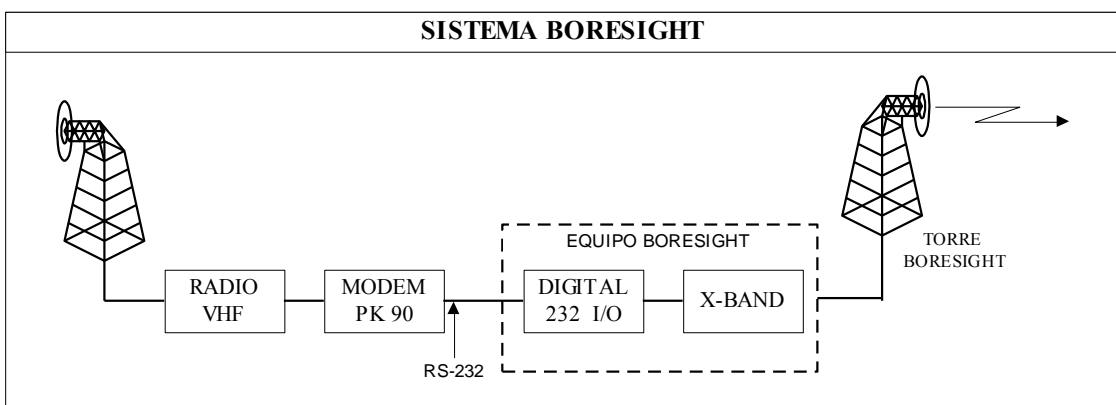 SISTEMA BORESIGHT
EQUIPO BORESIGHT
TORRE
BORESIGHT
RADIO
VHF
MODEM
PK 90
DIGITAL
232 I/O
X-BAND
RS-232